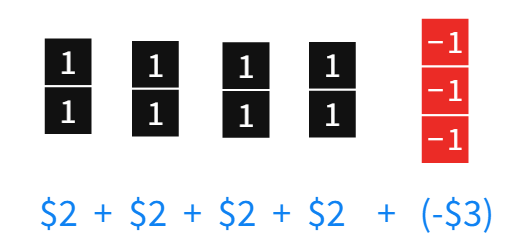 1 1 1 1 −1
1 1 1 1 −1
−1
$2 + $2 + $2 + $2 + (-$3)